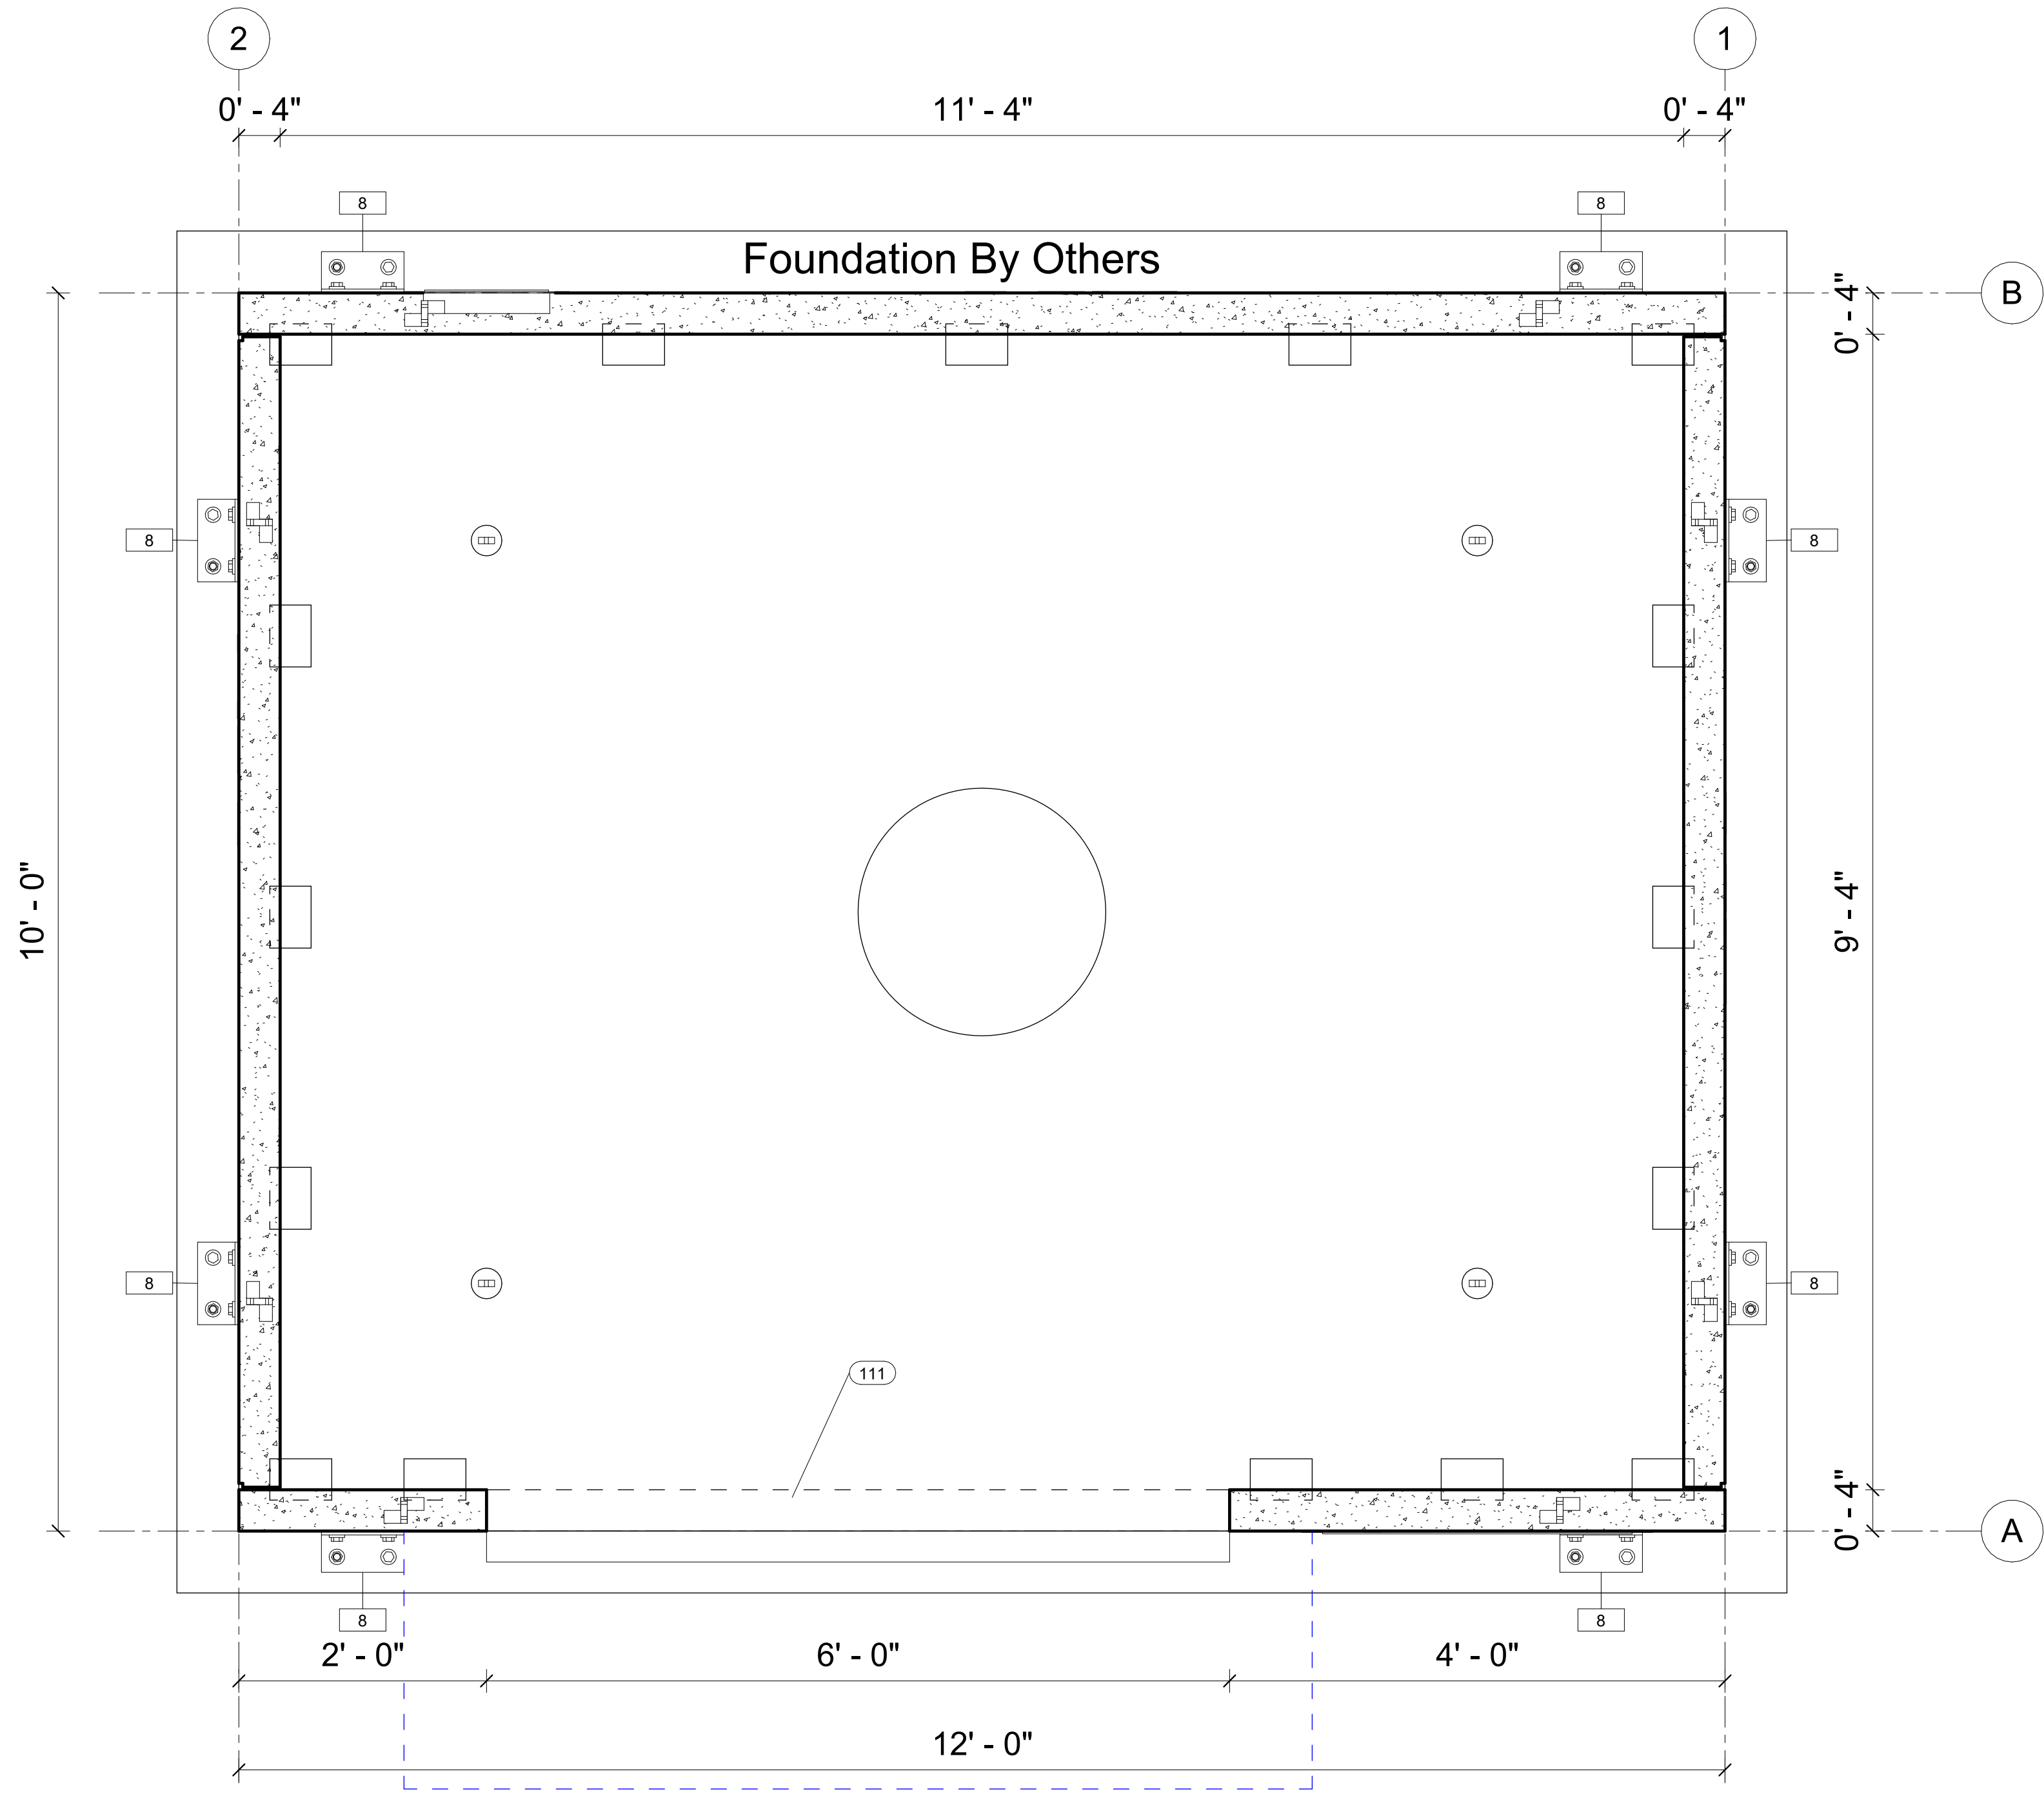 2
1
0' - 4"
11' - 4"
0' - 4"
8
8
Foundation By Others
B
0' - 4"
8
8
10' - 0"
9' - 4"
8
8
111
0' - 4"
A
8
8
2' - 0"
6' - 0"
4' - 0"
12' - 0"